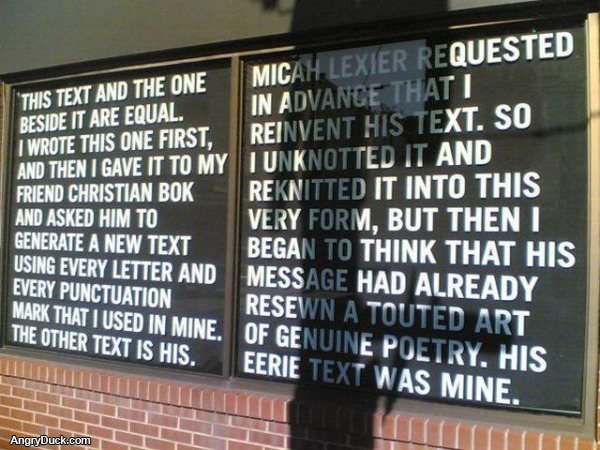 THIS TEXT AND THE ONE
BESIDE IT ARE EQUAL.
I WROTE THIS ONE FIRST,
AND THEN I GAVE IT TO MY
FRIEND CHRISTIAN BOK
AND ASKED HIM TO
GENERATE A NEW TEXT
USING EVERY LETTER AND
EVERY PUNCTUATION
MARK THAT I USED IN MINE.
THE OTHER TEXT IS HIS.
MICAH LEXIER REQUESTED
IN ADVANCE THAT I
REINVENT HIS TEXT. SO
I UNKNOTTED IT AND
REKNITTED IT INTO THIS
VERY FORM, BUT THEN I
BEGAN TO THINK THAT HIS
MESSAGE HAD ALREADY
RESEWN A TOUTED ART
OF GENUINE POETRY. HIS
EERIE TEXT WAS MINE.
AngryDuck.com